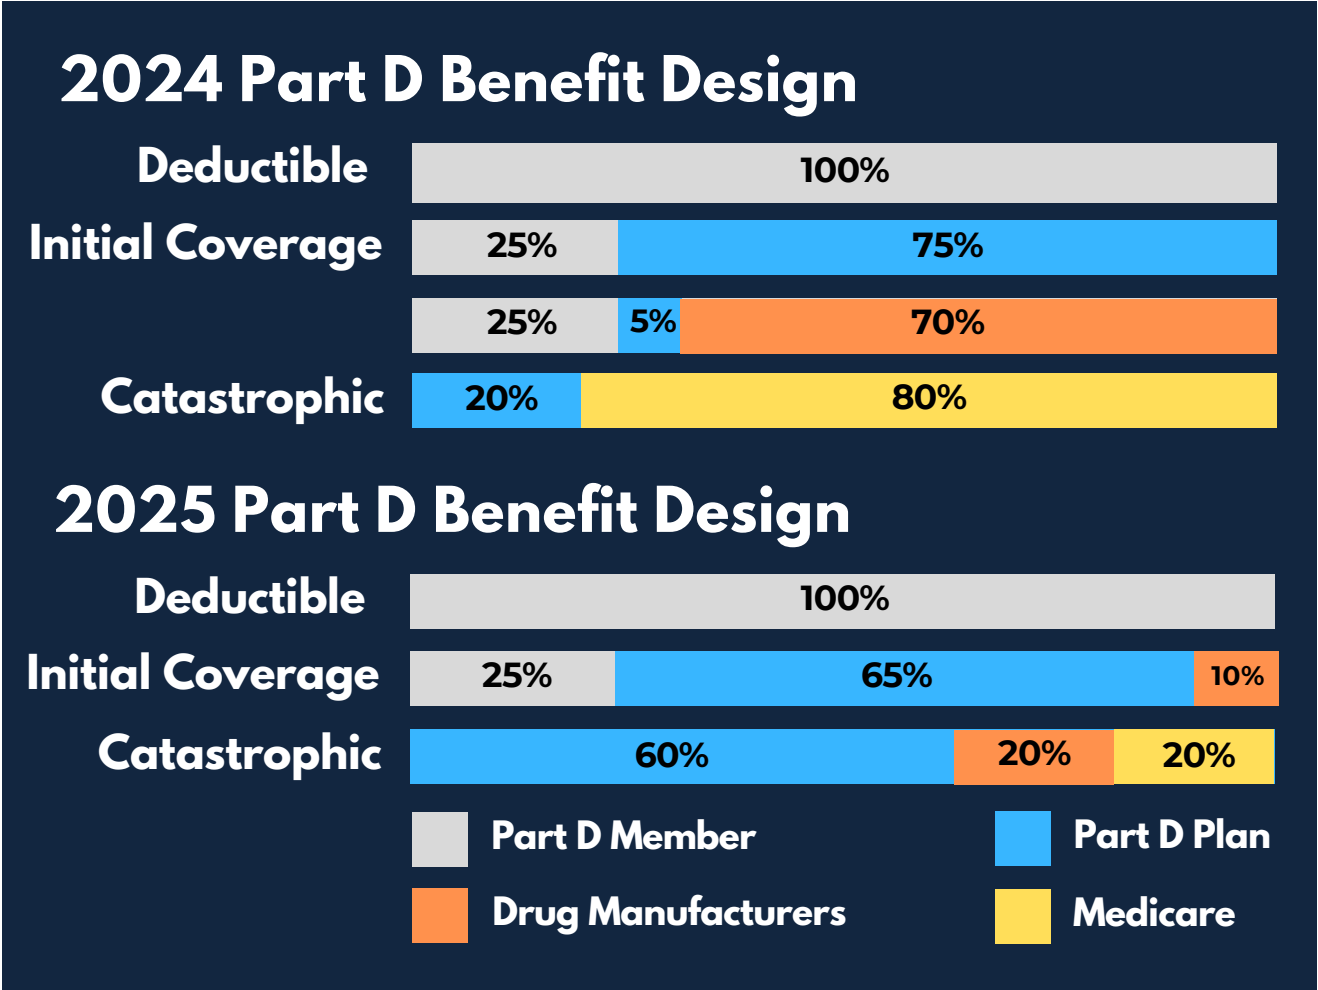 2024 Part D Benefit Design
Deductible 100%
Initial Coverage 25% 75%
25% 5% 70%
Catastrophic 20% 80%
2025 Part D Benefit Design
Deductible 100%
Initial Coverage 25% 65% 10%
Catastrophic 60% 20% 20%
Part D Member Part D Plan
Drug Manufacturers Medicare